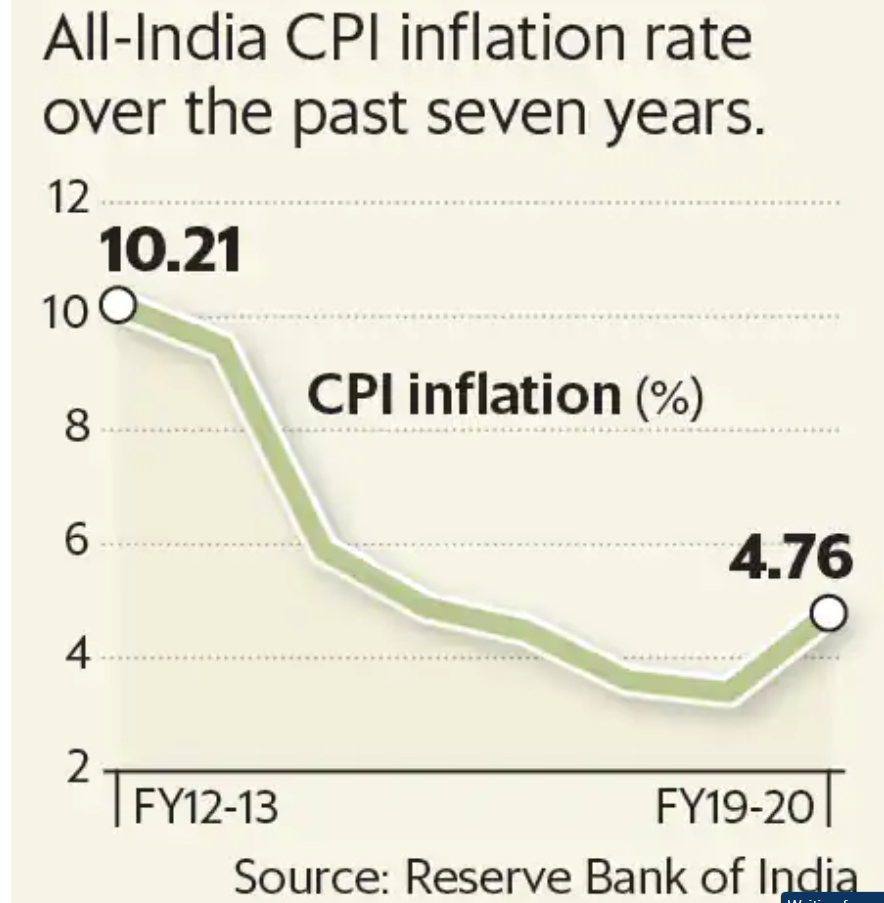 All-India CPI inflation rate
over the past seven years.
12
10.21
10
CPI inflation (%)
8
6
4.76
4
2
FY12-13 FY19-20
Source: Reserve Bank of India